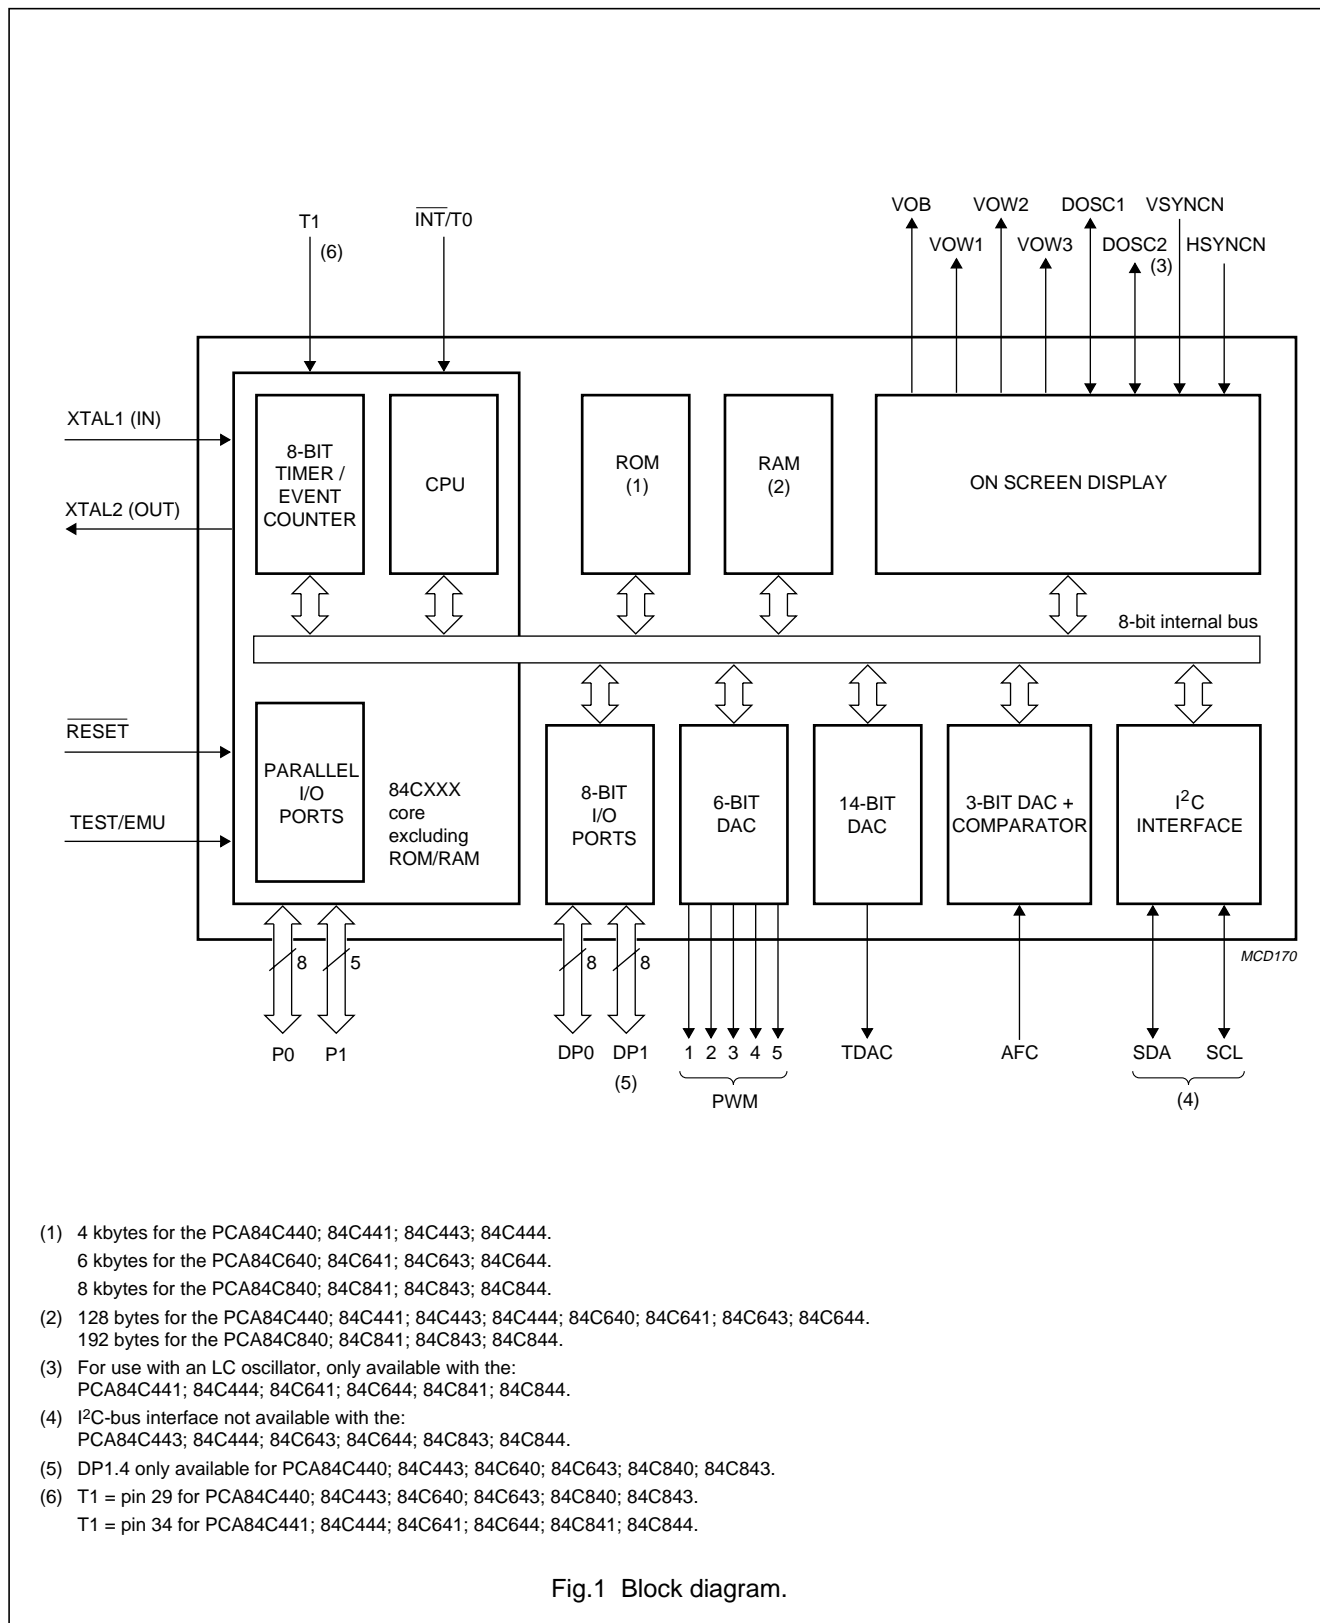 VOB VOW2 DOSC1 VSYNCN
T1 INT/T0
(6) VOW1 VOW3 DOSC2 HSYNCN
(3)
XTAL1 (IN)
XTAL2 (OUT)
8-BIT
TIMER /
EVENT
COUNTER
CPU
ROM
(1)
RAM
(2)
ON SCREEN DISPLAY
8-bit internal bus
RESET
TEST/EMU
PARALLEL
I/O
PORTS
84CXXX
core
excluding
ROM/RAM
8-BIT
I/O
PORTS
6-BIT
DAC
14-BIT
DAC
3-BIT DAC +
COMPARATOR
I2C
INTERFACE
MCD170
8 5 8 8
P0 P1 DP0 DP1 1 2 3 4 5 TDAC AFC SDA SCL
(5) PWM (4)
(1) 4 kbytes for the PCA84C440; 84C441; 84C443; 84C444.
6 kbytes for the PCA84C640; 84C641; 84C643; 84C644.
8 kbytes for the PCA84C840; 84C841; 84C843; 84C844.
(2) 128 bytes for the PCA84C440; 84C441; 84C443; 84C444; 84C640; 84C641; 84C643; 84C644.
192 bytes for the PCA84C840; 84C841; 84C843; 84C844.
(3) For use with an LC oscillator, only available with the:
PCA84C441; 84C444; 84C641; 84C644; 84C841; 84C844.
(4) I2C-bus interface not available with the:
PCA84C443; 84C444; 84C643; 84C644; 84C843; 84C844.
(5) DP1.4 only available for PCA84C440; 84C443; 84C640; 84C643; 84C840; 84C843.
(6) T1 = pin 29 for PCA84C440; 84C443; 84C640; 84C643; 84C840; 84C843.
T1 = pin 34 for PCA84C441; 84C444; 84C641; 84C644; 84C841; 84C844.
Fig.1 Block diagram.